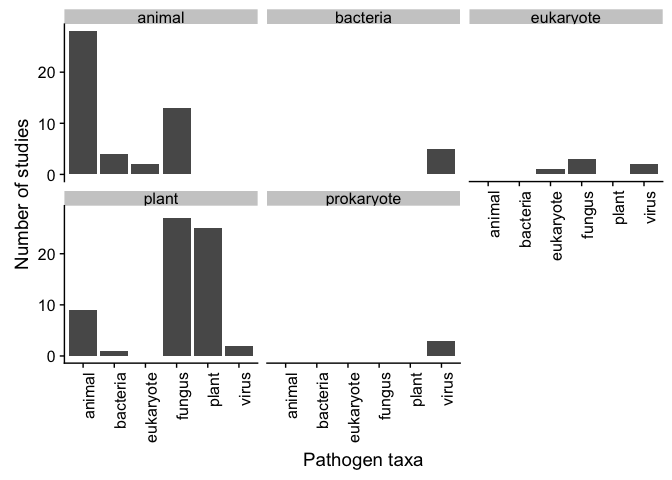 animal
bacteria
eukaryote
20
10
0
Number of studies
animal
bacteria
eukaryote
fungus
plant
virus
plant
prokaryote
20
10
0
animal
bacteria
eukaryote
fungus
plant
virus
animal
bacteria
eukaryote
fungus
plant
virus
Pathogen taxa